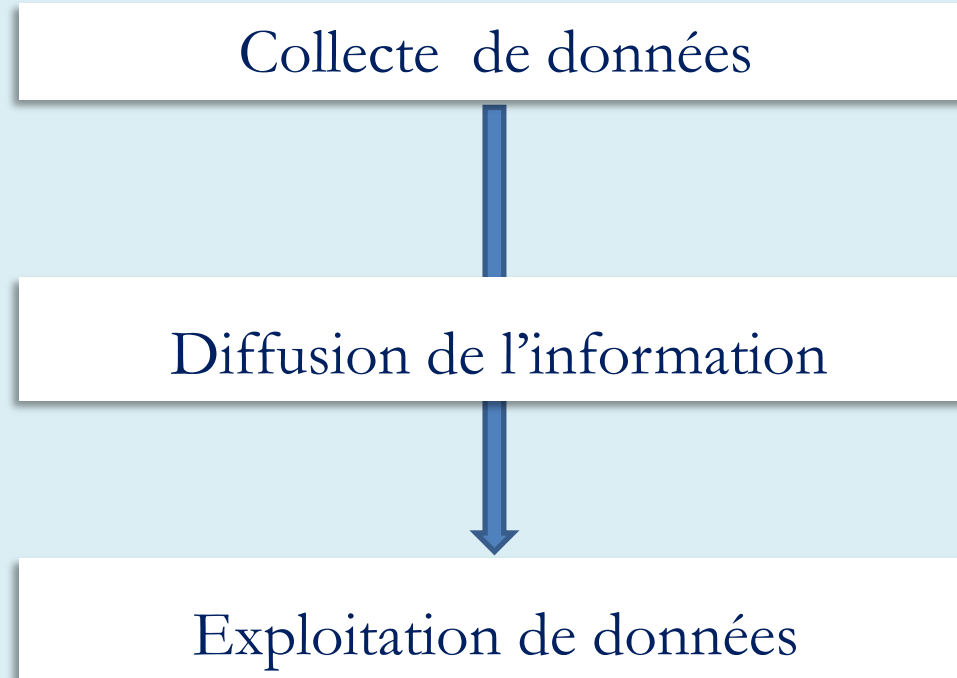 Collecte de données
Diffusion de l’information
Exploitation de données